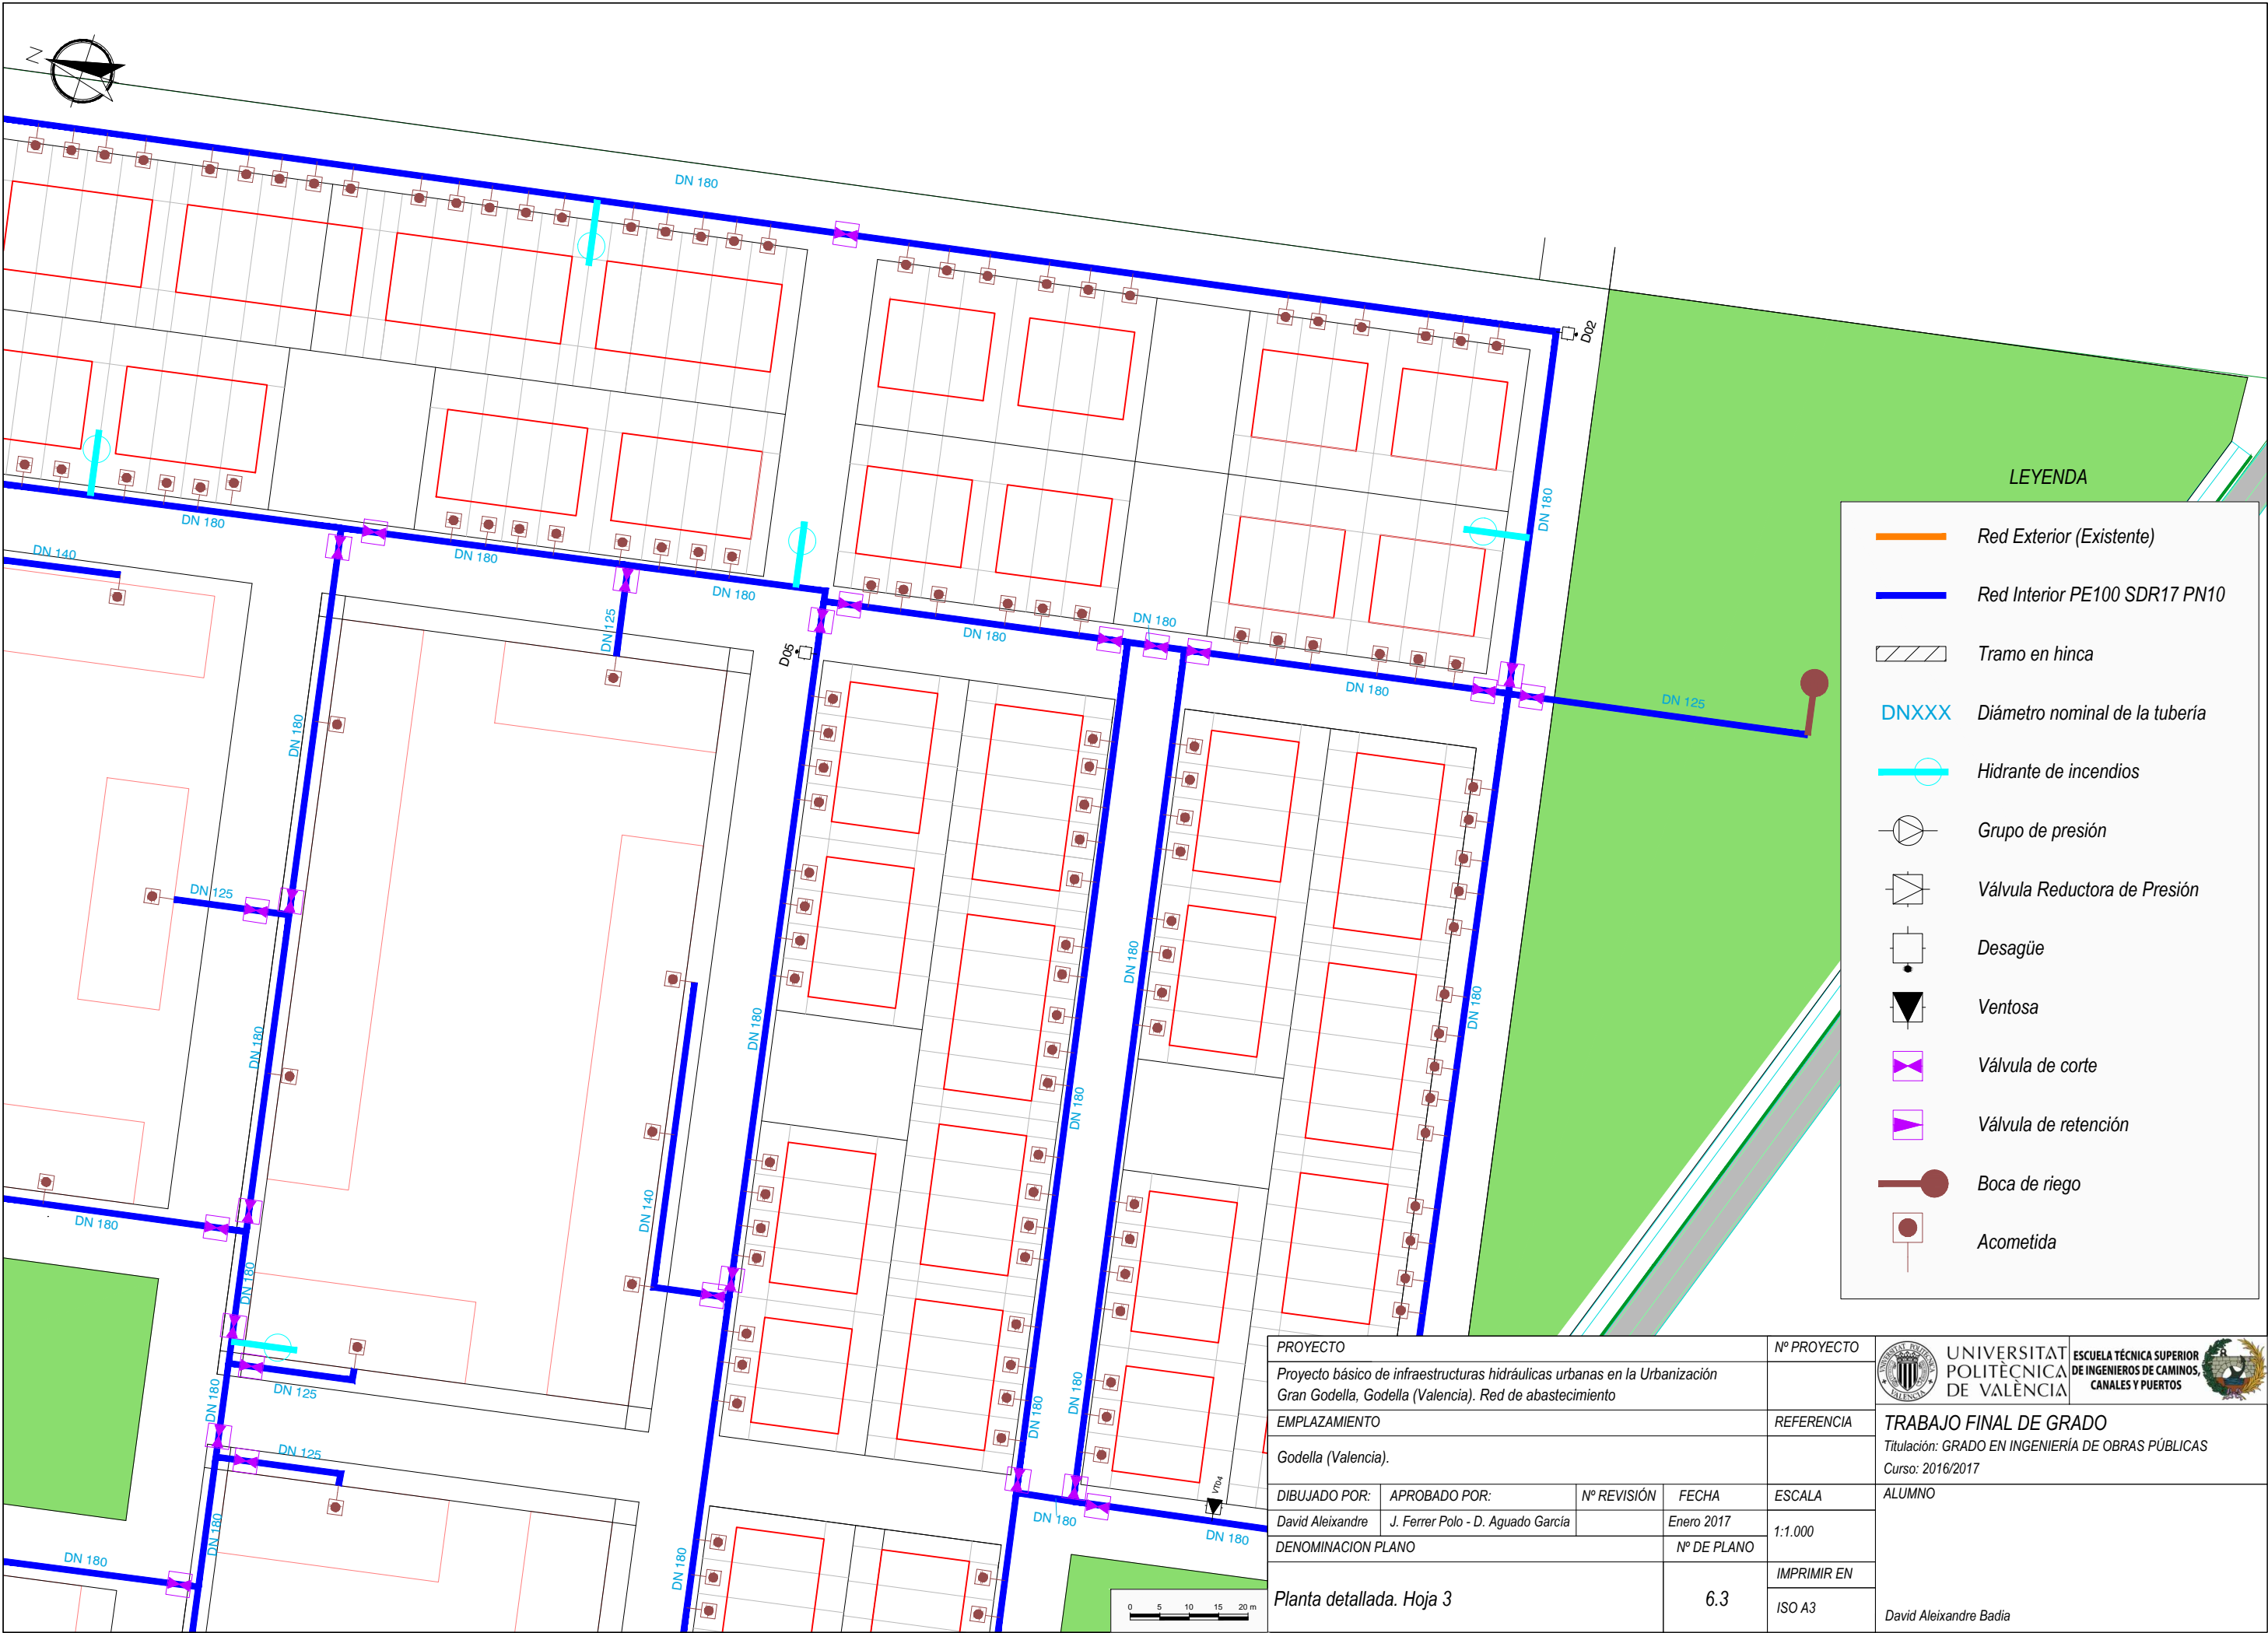 N
DN 180
D02
DN 180
DN 180
DN 140
DN 180
DN 180
DN 125
D05
DN 180
DN 180
DN 180
DN 125
DN 180
DN 125
DN 180
DN 180
DN 180
DN 180
DN 180
DN 180
DN 140
DN 180
DN 180
DN 125
DN 180
DN 180
DN 180
DN 125
DN 180
DN 180
DN 180
DN 180
DN 180
VT04
LEYENDA
Red Exterior (Existente)
Red Interior PE100 SDR17 PN10
Tramo en hinca
DNXXX Diámetro nominal de la tubería
Hidrante de incendios
Grupo de presión
Válvula Reductora de Presión
Desagüe
Ventosa
Válvula de corte
Válvula de retención
Boca de riego
Acometida
0 5 10 15 20 m
PROYECTO
Proyecto básico de infraestructuras hidráulicas urbanas en la Urbanización
Gran Godella, Godella (Valencia). Red de abastecimiento
Nº PROYECTO
EMPLAZAMIENTO
Godella (Valencia).
REFERENCIA
DIBUJADO POR:
David Aleixandre
APROBADO POR:
J. Ferrer Polo - D. Aguado García
Nº REVISIÓN
FECHA
Enero 2017
ESCALA
1:1.000
DENOMINACION PLANO
Planta detallada. Hoja 3
Nº DE PLANO
6.3
IMPRIMIR EN
ISO A3
UNIVERSITAT
POLITÈCNICA
DE VALÈNCIA
ESCUELA TÉCNICA SUPERIOR
DE INGENIEROS DE CAMINOS,
CANALES Y PUERTOS
TRABAJO FINAL DE GRADO
Titulación: GRADO EN INGENIERÍA DE OBRAS PÚBLICAS
Curso: 2016/2017
ALUMNO
David Aleixandre Badia